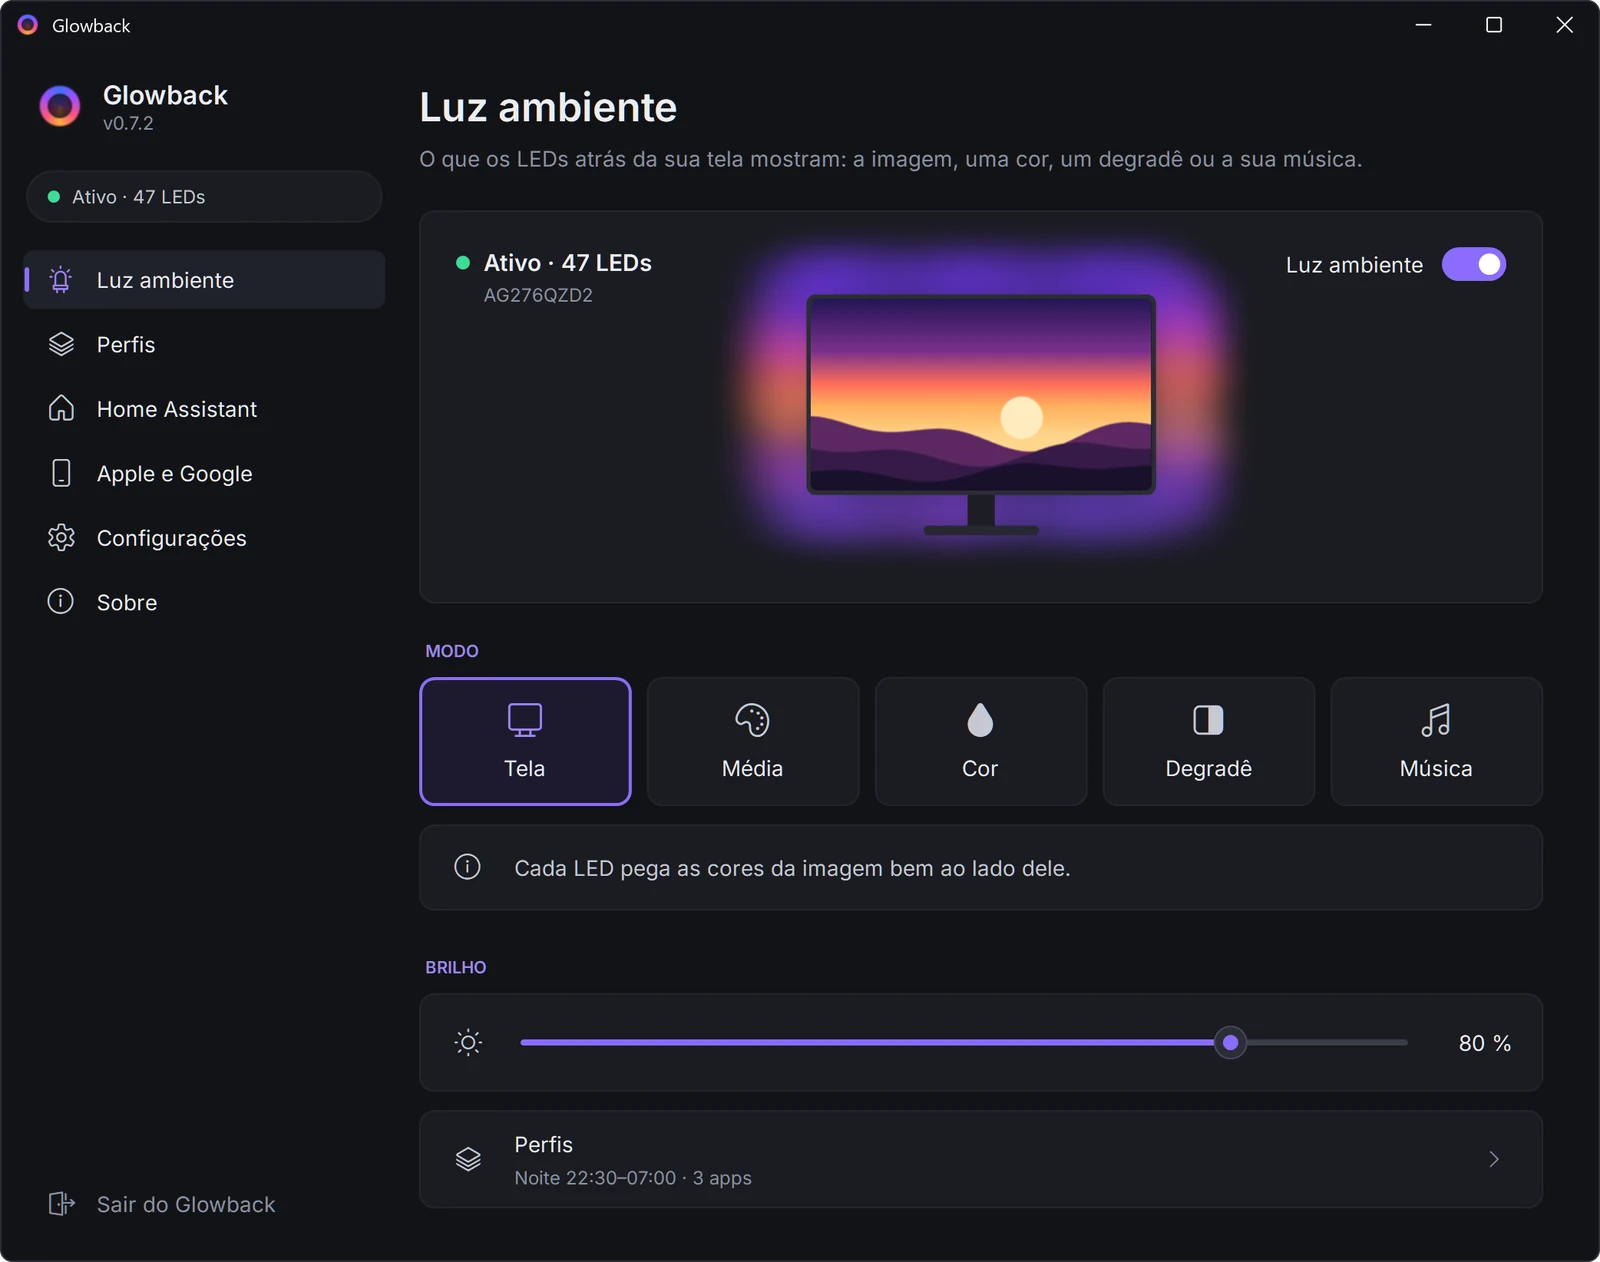 Glowback
Glowback
v0.7.2
Ativo · 47 LEDs
Luz ambiente
Perfis
Home Assistant
Apple e Google
Configurações
Sobre
Sair do Glowback
Luz ambiente
O que os LEDs atrás da sua tela mostram: a imagem, uma cor, um degradê ou a sua música.
Ativo · 47 LEDs
AG276QZD2
Luz ambiente
MODO
Tela
Média
Cor
Degradê
Música
Cada LED pega as cores da imagem bem ao lado dele.
BRILHO
80 %
Perfis
Noite 22:30–07:00 · 3 apps